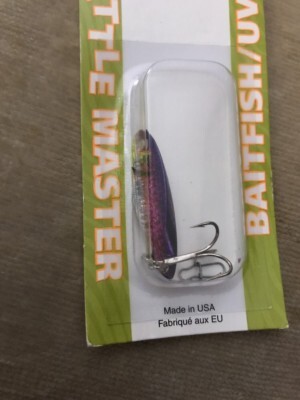 TTLE MASTER
BAITFISH/UV
Made in USA
Fabriqué aux EU